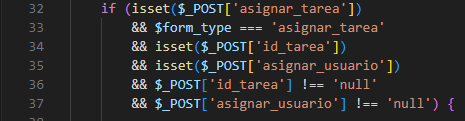 32 if (isset($_POST['asignar_tarea'])
33 && $form_type === 'asignar_tarea'
34 && isset($_POST['id_tarea'])
35 && isset($_POST['asignar_usuario'])
36 && $_POST['id_tarea'] !== 'null'
37 && $_POST['asignar_usuario'] !== 'null') {